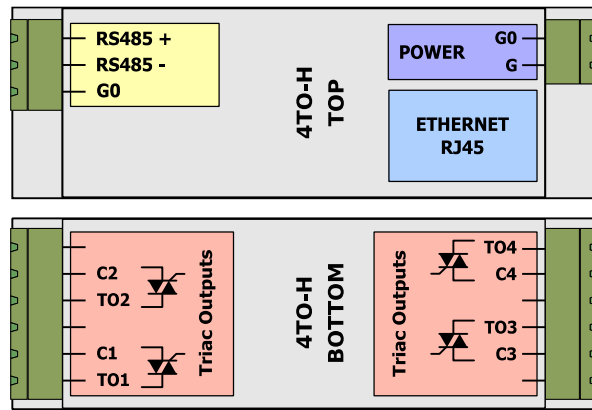 RS485 +
RS485 -
G0
4TO-H
TOP
POWER
G0
G
ETHERNET
RJ45
C2
TO2
C1
TO1
Triac Outputs
4TO-H
BOTTOM
Triac Outputs
TO4
C4
TO3
C3